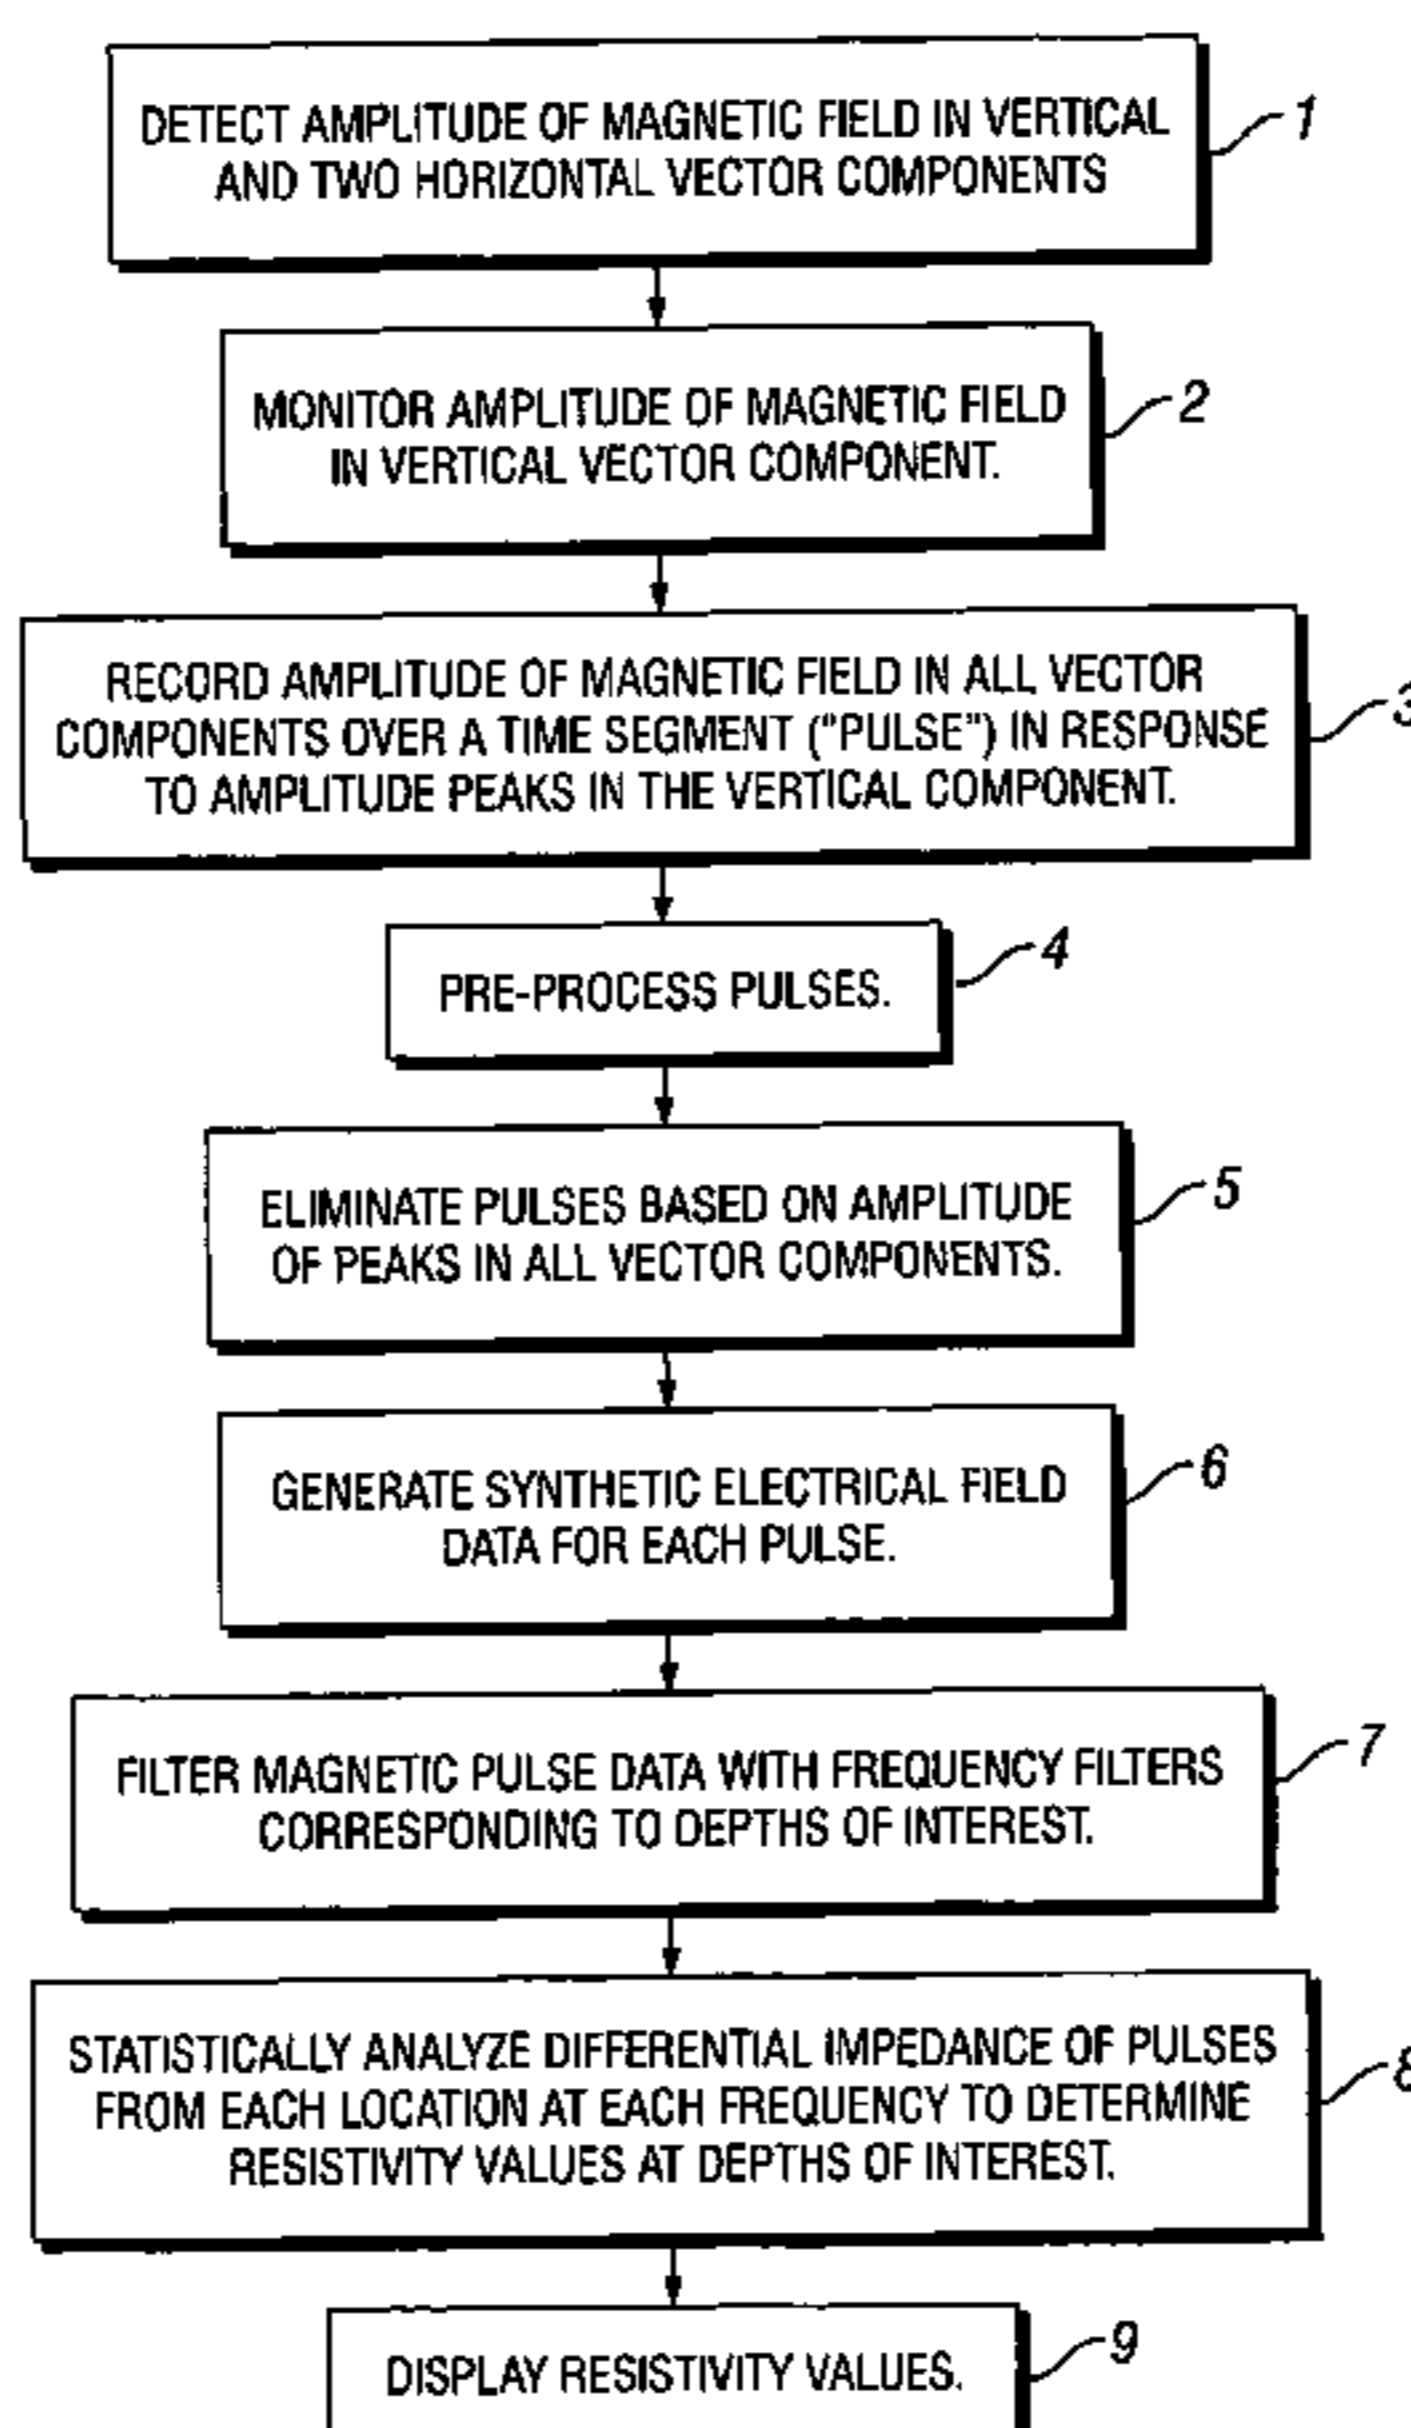 DETECT AMPLITUDE OF MAGNETIC FIELD IN VERTICAL
AND TWO HORIZONTAL VECTOR COMPONENTS
1
MONITOR AMPLITUDE OF MAGNETIC FIELD
IN VERTICAL VECTOR COMPONENT.
2
RECORD AMPLITUDE OF MAGNETIC FIELD IN ALL VECTOR
COMPONENTS OVER A TIME SEGMENT ("PULSE") IN RESPONSE
TO AMPLITUDE PEAKS IN THE VERTICAL COMPONENT.
3
PRE-PROCESS PULSES.
4
ELIMINATE PULSES BASED ON AMPLITUDE
OF PEAKS IN ALL VECTOR COMPONENTS.
5
GENERATE SYNTHETIC ELECTRICAL FIELD
DATA FOR EACH PULSE.
6
FILTER MAGNETIC PULSE DATA WITH FREQUENCY FILTERS
CORRESPONDING TO DEPTHS OF INTEREST.
7
STATISTICALLY ANALYZE DIFFERENTIAL IMPEDANCE OF PULSES
FROM EACH LOCATION AT EACH FREQUENCY TO DETERMINE
RESISTIVITY VALUES AT DEPTHS OF INTEREST.
8
DISPLAY RESISTIVITY VALUES.
9